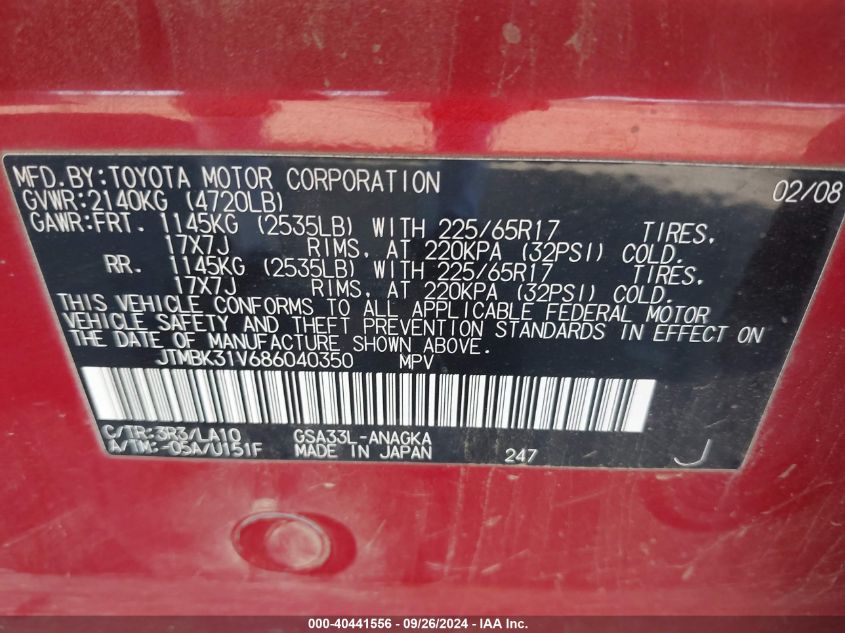 MFD.BY:TOYOTA MOTOR CORPORATION 02/08
GVWR:2140KG (4720LB)
GAWR:FRT. 1145KG (2535LB) WITH 225/65R17 TIRES,
17X7J RIMS, AT 220KPA (32PSI) COLD.
RR. 1145KG (2535LB) WITH 225/65R17 TIRES,
17X7J RIMS, AT 220KPA (32PSI) COLD.
THIS VEHICLE CONFORMS TO ALL APPLICABLE FEDERAL MOTOR
VEHICLE SAFETY AND THEFT PREVENTION STANDARDS IN EFFECT ON
THE DATE OF MANUFACTURE SHOWN ABOVE.
JTMBK31V686040350 MPV
C/TR:3R3/LA10 GSA33L-ANAGKA
A/TM:-05A/U151F MADE IN JAPAN 247 J
000-40441556 - 09/26/2024 - IAA Inc.